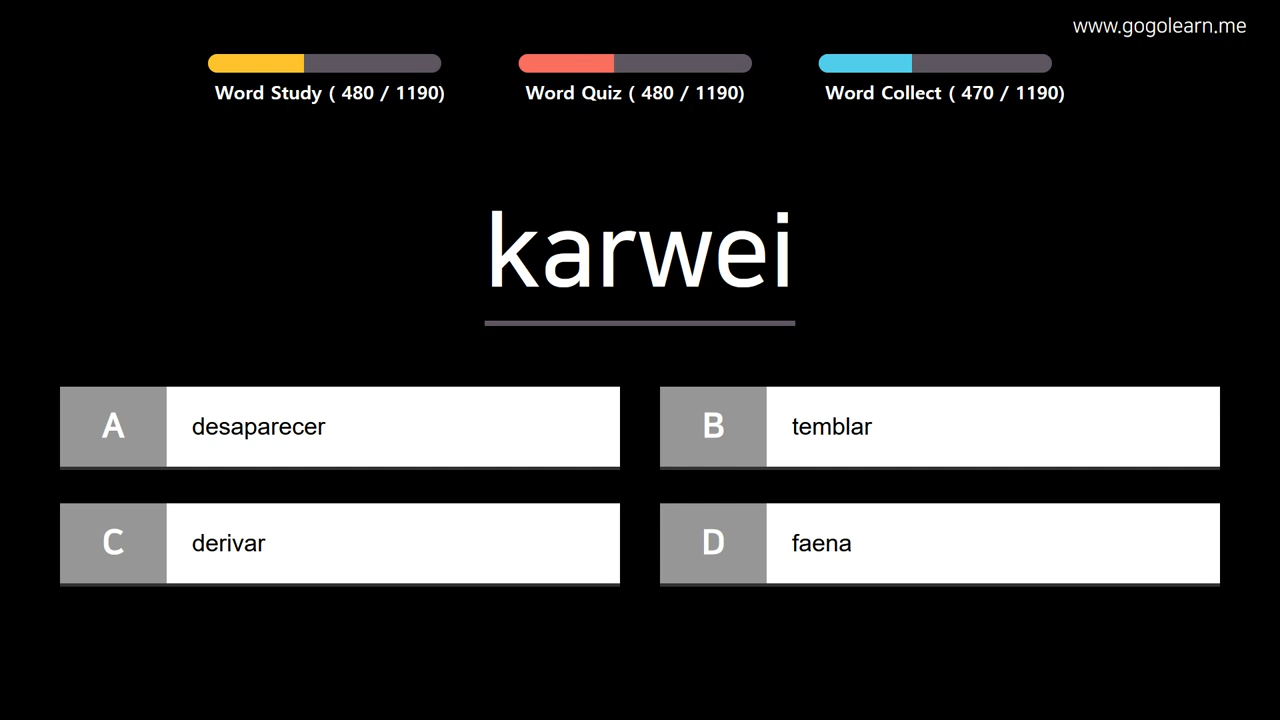 www.gogolearn.me
Word Study ( 480 / 1190)
Word Quiz ( 480 / 1190)
Word Collect ( 470 / 1190)
karwei
A desaparecer
B temblar
C derivar
D faena